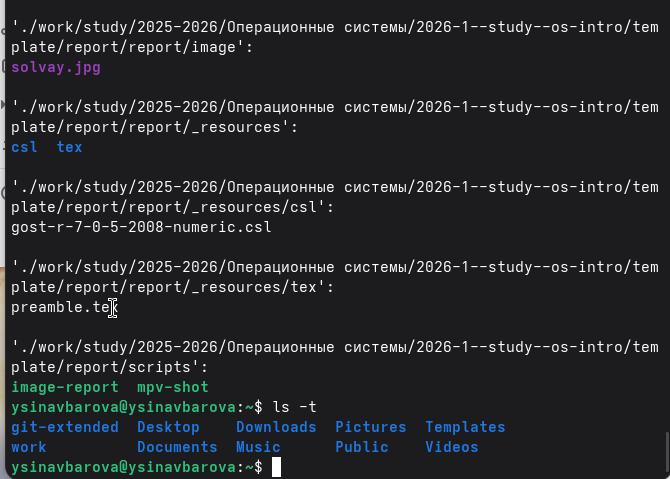 './work/study/2025-2026/Операционные системы/2026-1--study--os-intro/tem
plate/report/report/image':
solvay.jpg
'./work/study/2025-2026/Операционные системы/2026-1--study--os-intro/tem
plate/report/report/_resources':
csl  tex
'./work/study/2025-2026/Операционные системы/2026-1--study--os-intro/tem
plate/report/report/_resources/csl':
gost-r-7-0-5-2008-numeric.csl
'./work/study/2025-2026/Операционные системы/2026-1--study--os-intro/tem
plate/report/report/_resources/tex':
preamble.tex
'./work/study/2025-2026/Операционные системы/2026-1--study--os-intro/tem
plate/report/scripts':
image-report  mpv-shot
ysinavbarova@ysinavbarova:~$ ls -t
git-extended  Desktop    Downloads  Pictures  Templates
work          Documents  Music      Public    Videos
ysinavbarova@ysinavbarova:~$